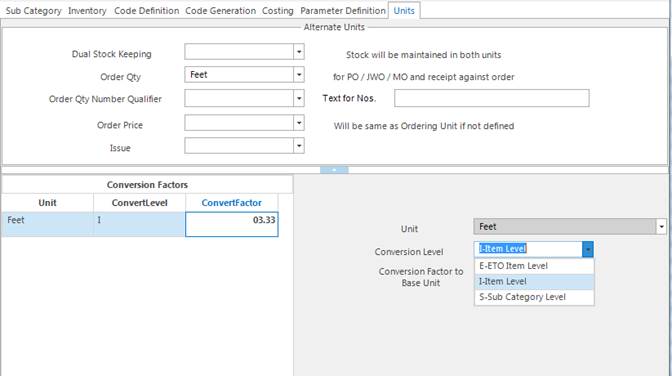 Sub Category Inventory Code Definition Code Generation Costing Parameter Definition Units
Alternate Units
Dual Stock Keeping Stock will be maintained in both units
Order Qty Feet for PO / JWO / MO and receipt against order
Order Qty Number Qualifier Text for Nos.
Order Price Will be same as Ordering Unit if not defined
Issue
Conversion Factors
Unit ConvertLevel ConvertFactor
Feet I 03.33
Unit Feet
Conversion Level I-Item Level
E-ETO Item Level
Conversion Factor to
Base Unit
I-Item Level
S-Sub Category Level